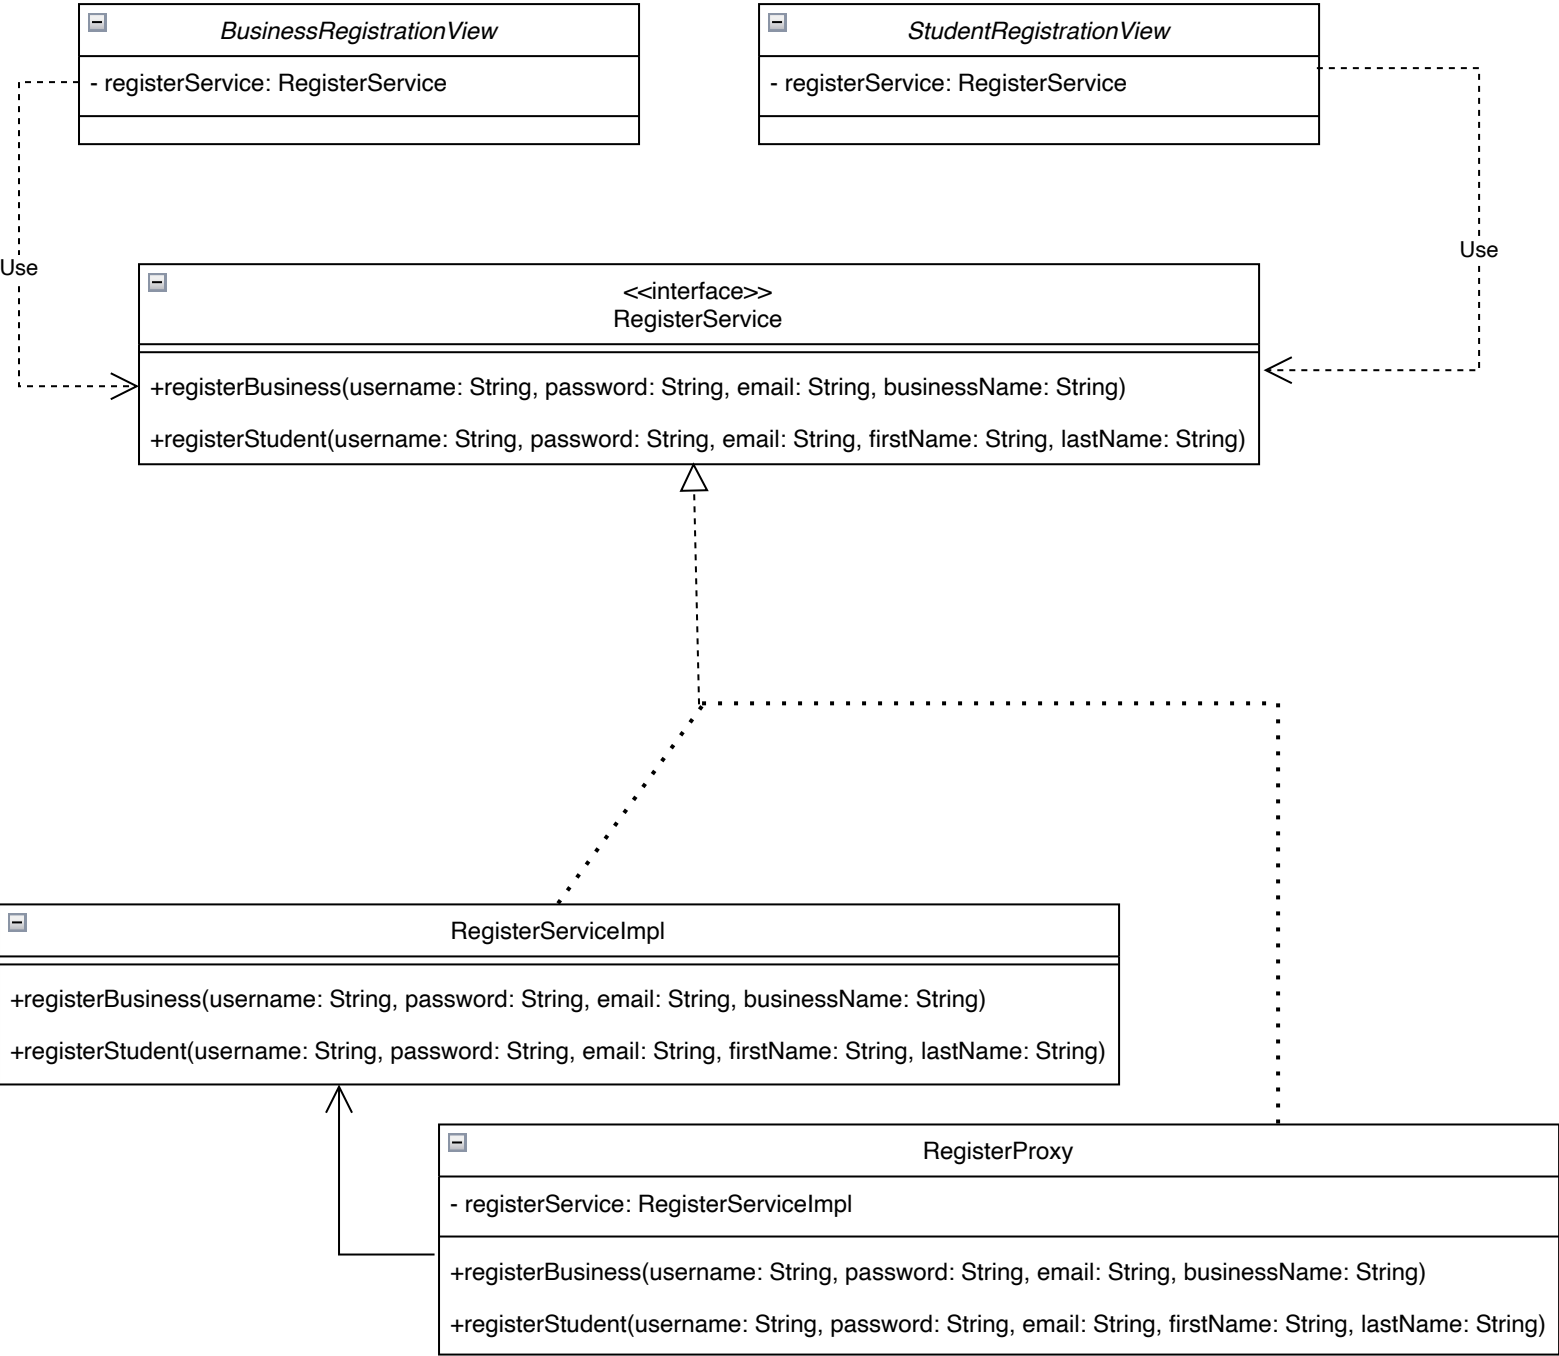 BusinessRegistrationView
- registerService: RegisterService
StudentRegistrationView
- registerService: RegisterService
Use
Use
<<interface>>
RegisterService
+registerBusiness(username: String, password: String, email: String, businessName: String)
+registerStudent(username: String, password: String, email: String, firstName: String, lastName: String)
RegisterServiceImpl
+registerBusiness(username: String, password: String, email: String, businessName: String)
+registerStudent(username: String, password: String, email: String, firstName: String, lastName: String)
RegisterProxy
- registerService: RegisterServiceImpl
+registerBusiness(username: String, password: String, email: String, businessName: String)
+registerStudent(username: String, password: String, email: String, firstName: String, lastName: String)